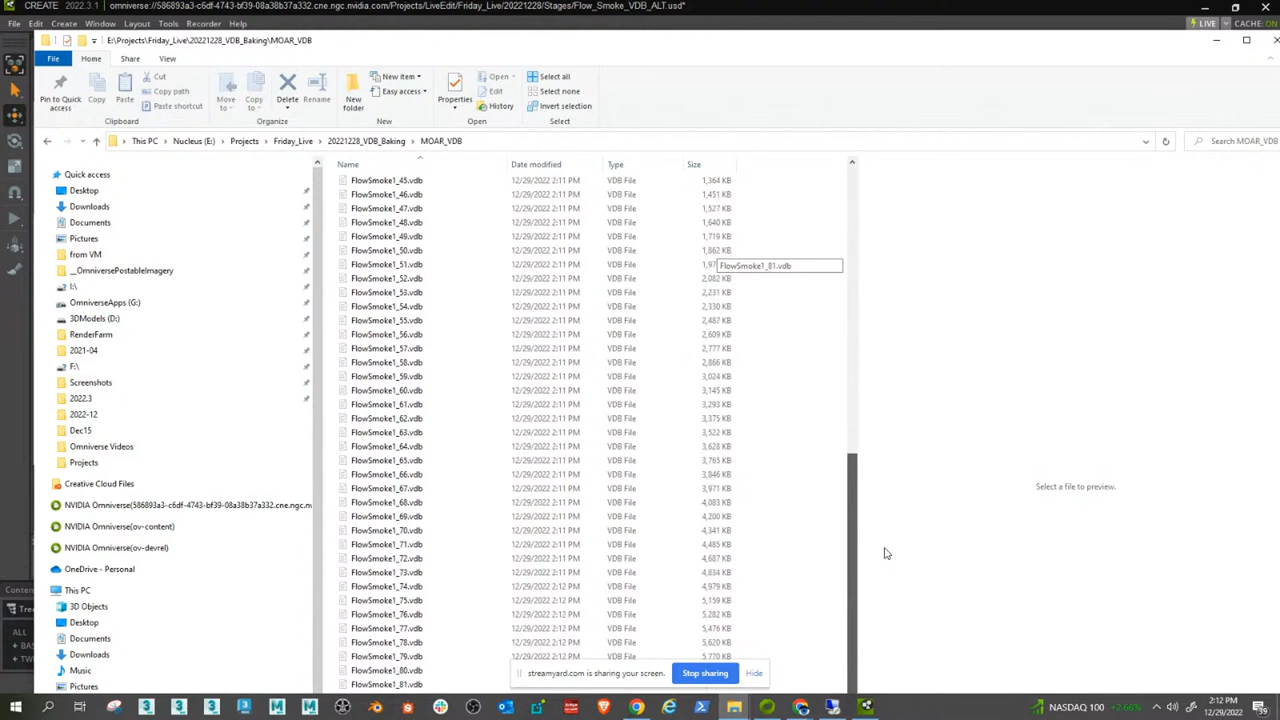 CREATE 2022.3.1 omniverse://586893a3-c6df-4743-bf39-08a38b37a332.cne.ngc.nvidia.com/Projects/LiveEdit/Friday_Live/20221228/Stages/Flow_Smoke_VDB_ALT.usd*
File Edit Create Window Layout Tools Recorder Help LIVE CACHE: ON
E:\Projects\Friday_Live\20221228_VDB_Baking\MOAR_VDB
File Home Share View
Pin to Quick access
Copy
Paste
Cut
Copy path
Paste shortcut
Move to
Copy to
Delete
Rename
New folder
New item
Easy access
Properties
Open
Edit
History
Select all
Select none
Invert selection
Clipboard Organize New Open Select
This PC > Nucleus (E:) > Projects > Friday_Live > 20221228_VDB_Baking > MOAR_VDB Search MOAR_VDB
Quick access
Desktop
Downloads
Documents
Pictures
from VM
__OmniversePostableImagery
I:\
OmniverseApps (G:)
3DModels (D:)
RenderFarm
2021-04
F:\
Screenshots
2022.3
2022-12
Dec15
Omniverse Videos
Projects
Creative Cloud Files
NVIDIA Omniverse(586893a3-c6df-4743-bf39-08a38b37a332.cne.ngc.nv
NVIDIA Omniverse(ov-content)
NVIDIA Omniverse(ov-devrel)
OneDrive - Personal
This PC
3D Objects
Desktop
Documents
Downloads
Music
Pictures
Name Date modified Type Size
FlowSmoke1_45.vdb 12/29/2022 2:11 PM VDB File 1,364 KB
FlowSmoke1_46.vdb 12/29/2022 2:11 PM VDB File 1,451 KB
FlowSmoke1_47.vdb 12/29/2022 2:11 PM VDB File 1,527 KB
FlowSmoke1_48.vdb 12/29/2022 2:11 PM VDB File 1,640 KB
FlowSmoke1_49.vdb 12/29/2022 2:11 PM VDB File 1,719 KB
FlowSmoke1_50.vdb 12/29/2022 2:11 PM VDB File 1,862 KB
FlowSmoke1_51.vdb 12/29/2022 2:11 PM VDB File 1,97
FlowSmoke1_81.vdb
FlowSmoke1_52.vdb 12/29/2022 2:11 PM VDB File 2,082 KB
FlowSmoke1_53.vdb 12/29/2022 2:11 PM VDB File 2,231 KB
FlowSmoke1_54.vdb 12/29/2022 2:11 PM VDB File 2,330 KB
FlowSmoke1_55.vdb 12/29/2022 2:11 PM VDB File 2,487 KB
FlowSmoke1_56.vdb 12/29/2022 2:11 PM VDB File 2,609 KB
FlowSmoke1_57.vdb 12/29/2022 2:11 PM VDB File 2,777 KB
FlowSmoke1_58.vdb 12/29/2022 2:11 PM VDB File 2,866 KB
FlowSmoke1_59.vdb 12/29/2022 2:11 PM VDB File 3,024 KB
FlowSmoke1_60.vdb 12/29/2022 2:11 PM VDB File 3,145 KB
FlowSmoke1_61.vdb 12/29/2022 2:11 PM VDB File 3,293 KB
FlowSmoke1_62.vdb 12/29/2022 2:11 PM VDB File 3,375 KB
FlowSmoke1_63.vdb 12/29/2022 2:11 PM VDB File 3,522 KB
FlowSmoke1_64.vdb 12/29/2022 2:11 PM VDB File 3,628 KB
FlowSmoke1_65.vdb 12/29/2022 2:11 PM VDB File 3,765 KB
FlowSmoke1_66.vdb 12/29/2022 2:11 PM VDB File 3,846 KB
FlowSmoke1_67.vdb 12/29/2022 2:11 PM VDB File 3,971 KB
FlowSmoke1_68.vdb 12/29/2022 2:11 PM VDB File 4,083 KB
FlowSmoke1_69.vdb 12/29/2022 2:11 PM VDB File 4,200 KB
FlowSmoke1_70.vdb 12/29/2022 2:11 PM VDB File 4,341 KB
FlowSmoke1_71.vdb 12/29/2022 2:11 PM VDB File 4,485 KB
FlowSmoke1_72.vdb 12/29/2022 2:11 PM VDB File 4,687 KB
FlowSmoke1_73.vdb 12/29/2022 2:11 PM VDB File 4,834 KB
FlowSmoke1_74.vdb 12/29/2022 2:11 PM VDB File 4,979 KB
FlowSmoke1_75.vdb 12/29/2022 2:12 PM VDB File 5,159 KB
FlowSmoke1_76.vdb 12/29/2022 2:12 PM VDB File 5,282 KB
FlowSmoke1_77.vdb 12/29/2022 2:12 PM VDB File 5,476 KB
FlowSmoke1_78.vdb 12/29/2022 2:12 PM VDB File 5,620 KB
FlowSmoke1_79.vdb 12/29/2022 2:12 PM VDB File 5,770 KB
FlowSmoke1_80.vdb
FlowSmoke1_81.vdb
Select a file to preview.
streamyard.com is sharing your screen. Stop sharing Hide
Conten
Tree
ALL
+ BAS
+ TW
NASDAQ 100 +2.66% 2:12 PM
12/29/2022 39